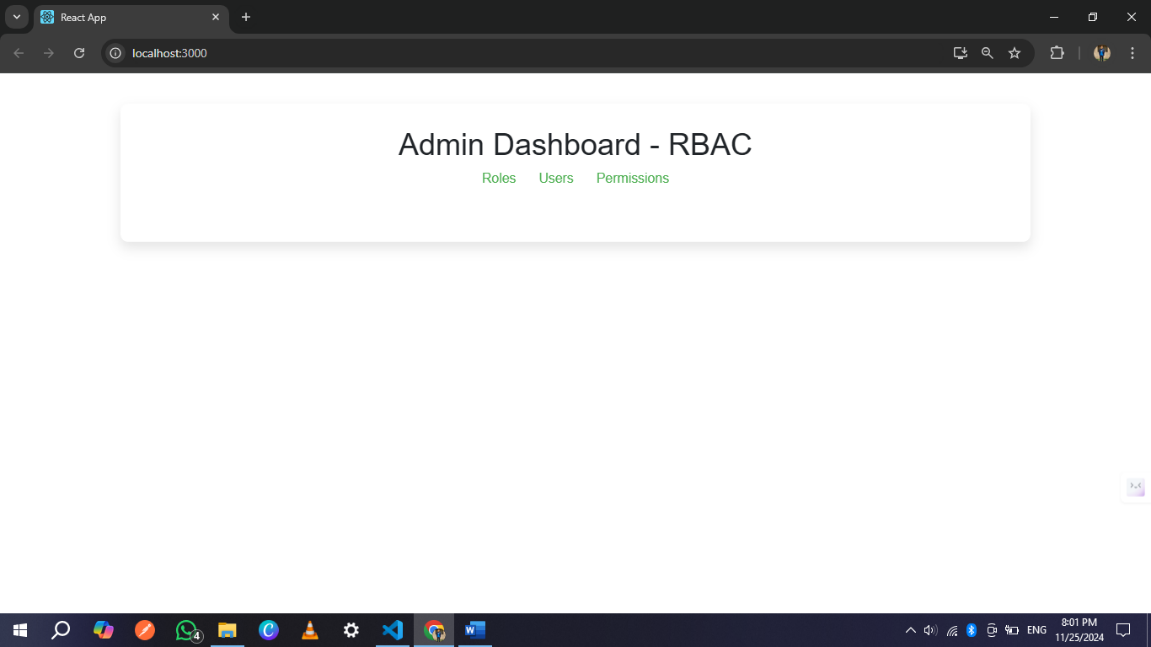 React App
localhost:3000
Admin Dashboard - RBAC
Roles Users Permissions
4
ENG
8:01 PM
11/25/2024